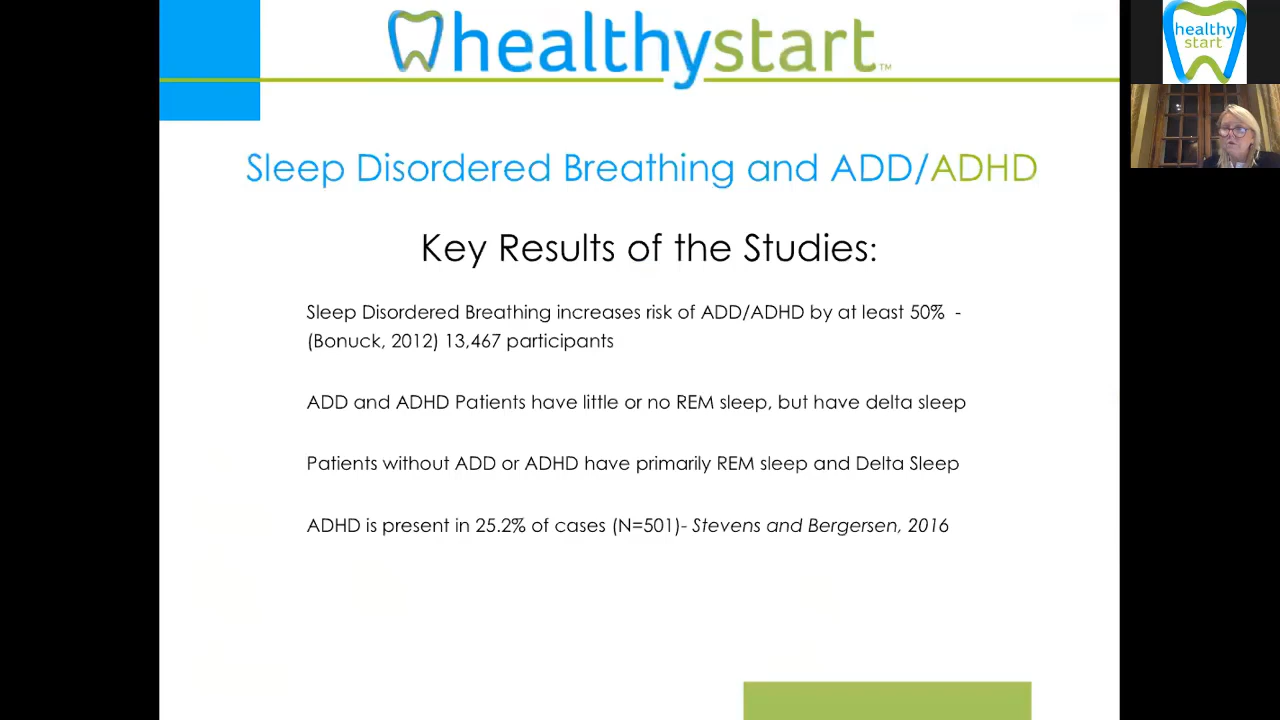 healthystart™
healthy
start
Sleep Disordered Breathing and ADD/ADHD
Key Results of the Studies:
Sleep Disordered Breathing increases risk of ADD/ADHD by at least 50% -
(Bonuck, 2012) 13,467 participants
ADD and ADHD Patients have little or no REM sleep, but have delta sleep
Patients without ADD or ADHD have primarily REM sleep and Delta Sleep
ADHD is present in 25.2% of cases (N=501)- Stevens and Bergersen, 2016